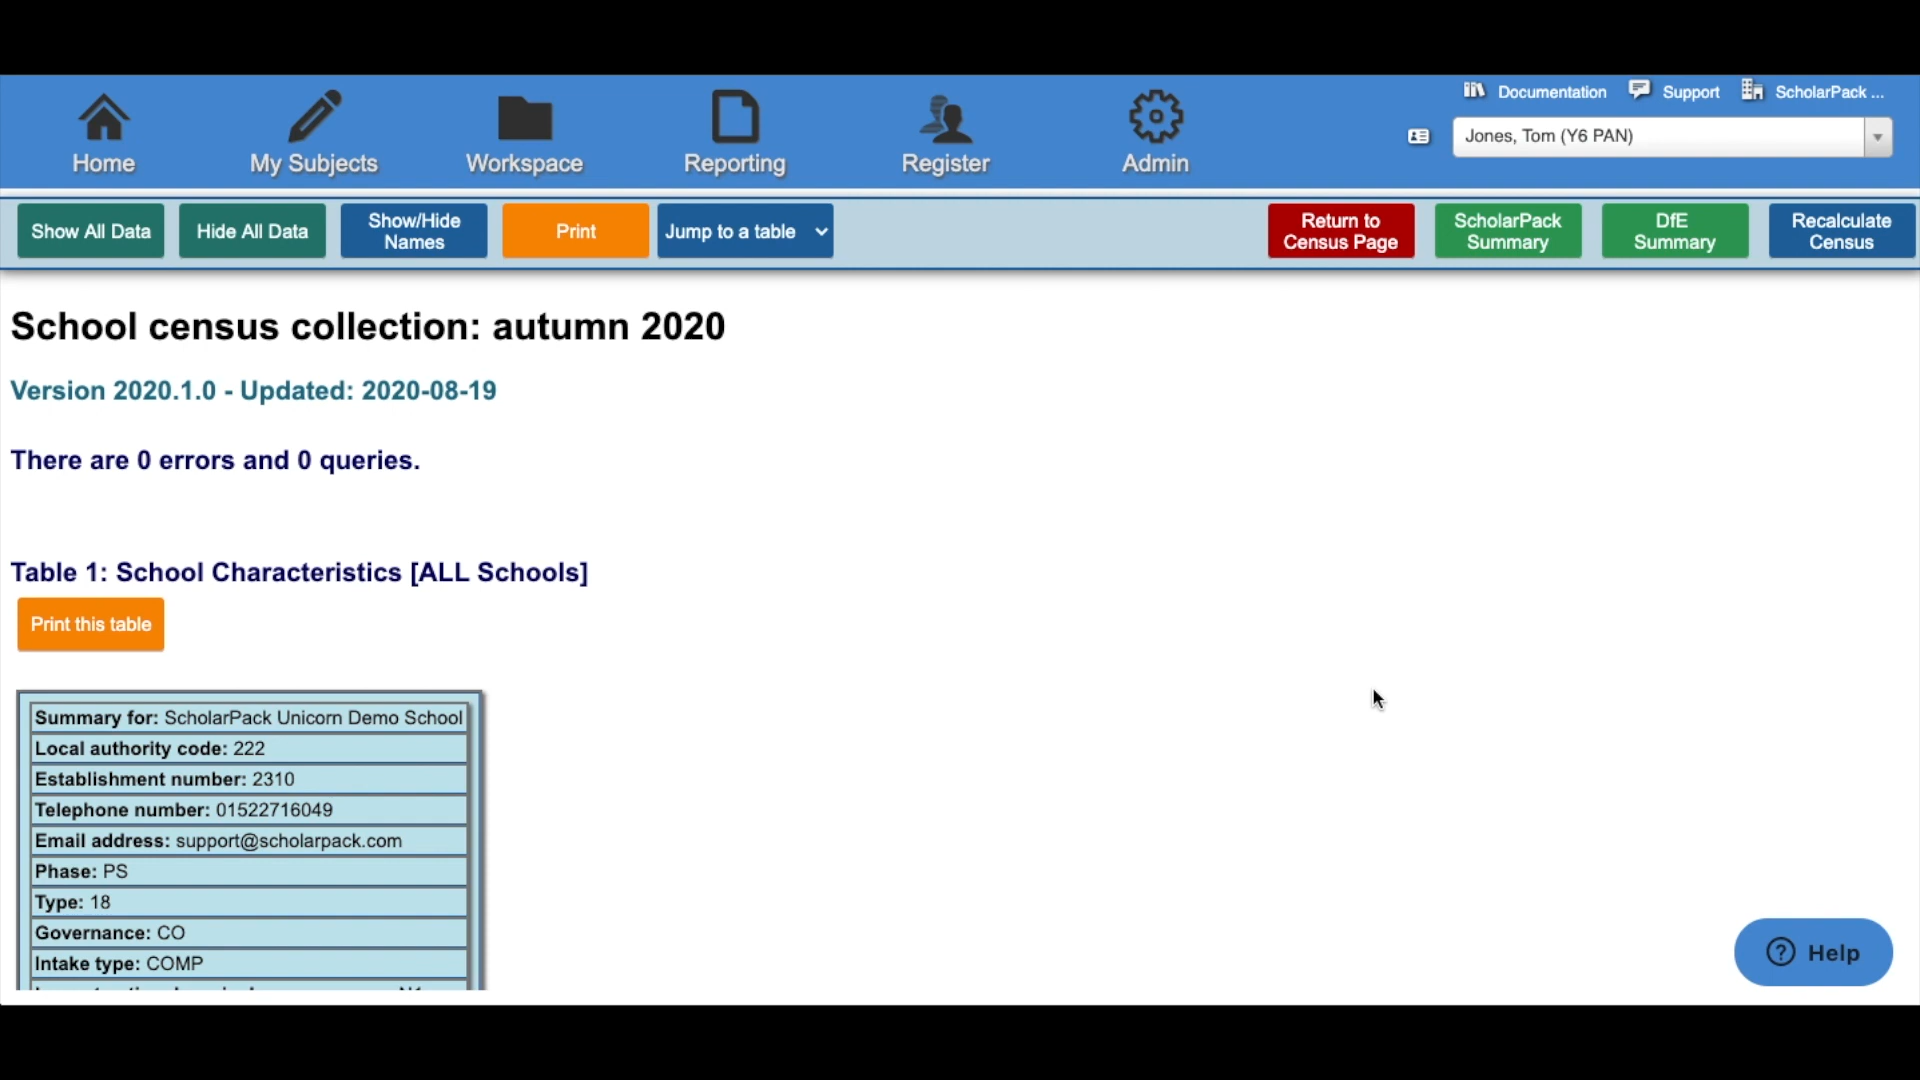 Documentation
Support
ScholarPack ...
Jones, Tom (Y6 PAN)
Home
My Subjects
Workspace
Reporting
Register
Admin
Show All Data
Hide All Data
Show/Hide
Names
Print
Jump to a table
Return to
Census Page
ScholarPack
Summary
DfE
Summary
Recalculate
Census
School census collection: autumn 2020
Version 2020.1.0 - Updated: 2020-08-19
There are 0 errors and 0 queries.
Table 1: School Characteristics [ALL Schools]
Print this table
Summary for: ScholarPack Unicorn Demo School
Local authority code: 222
Establishment number: 2310
Telephone number: 01522716049
Email address: support@scholarpack.com
Phase: PS
Type: 18
Governance: CO
Intake type: COMP
Help